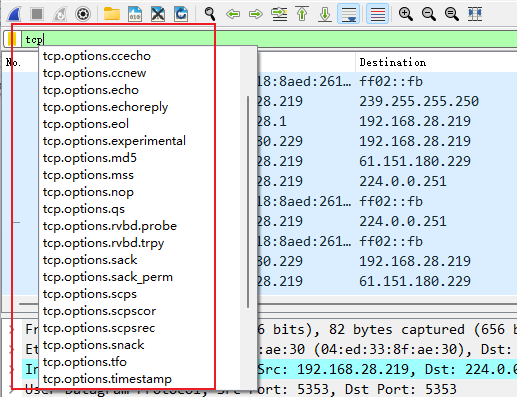 tcp
No. Destination
tcp.options.ccecho
tcp.options.ccnew 18:8aed:261… ff02::fb
tcp.options.echo 28.219 239.255.255.250
tcp.options.echoreply
tcp.options.eol 28.1 192.168.28.219
tcp.options.experimental 80.229 192.168.28.219
tcp.options.md5 28.219 61.151.180.229
tcp.options.mss 28.219 224.0.0.251
tcp.options.nop
tcp.options.qs 18:8aed:261… ff02::fb
tcp.options.rvbd.probe 28.219 224.0.0.251
tcp.options.rvbd.trpy 18:8aed:261… ff02::fb
tcp.options.sack 80.229 192.168.28.219
tcp.options.sack_perm 28.219 61.151.229
tcp.options.scps
tcp.options.scpscor
tcp.options.scpsrec 6 bits), 82 bytes captured (656 b
tcp.options.snack ae:30 (04:ed:33:8f:ae:30), Dst:
tcp.options.tfo Src: 192.168.28.219, Dst: 224.0.0
tcp.options.timestamp
User Datagram Protocol, Src Port: 5353, Dst Port: 5353